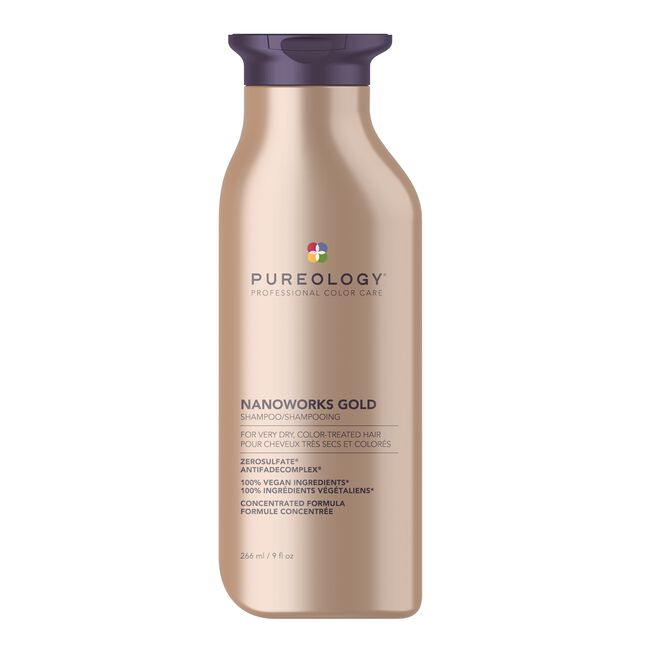 PUREOLOGY®
PROFESSIONAL COLOR CARE
NANOWORKS GOLD
SHAMPOO/SHAMPOOING
FOR VERY DRY, COLOR-TREATED HAIR
POUR CHEVEUX TRÈS SECS ET COLORÉS
ZEROSULFATE®
ANTIFADECOMPLEX®
100% VEGAN INGREDIENTS*
100% INGRÉDIENTS VÉGÉTALIENS*
CONCENTRATED FORMULA
FORMULE CONCENTRÉE
266 ml / 9 fl oz